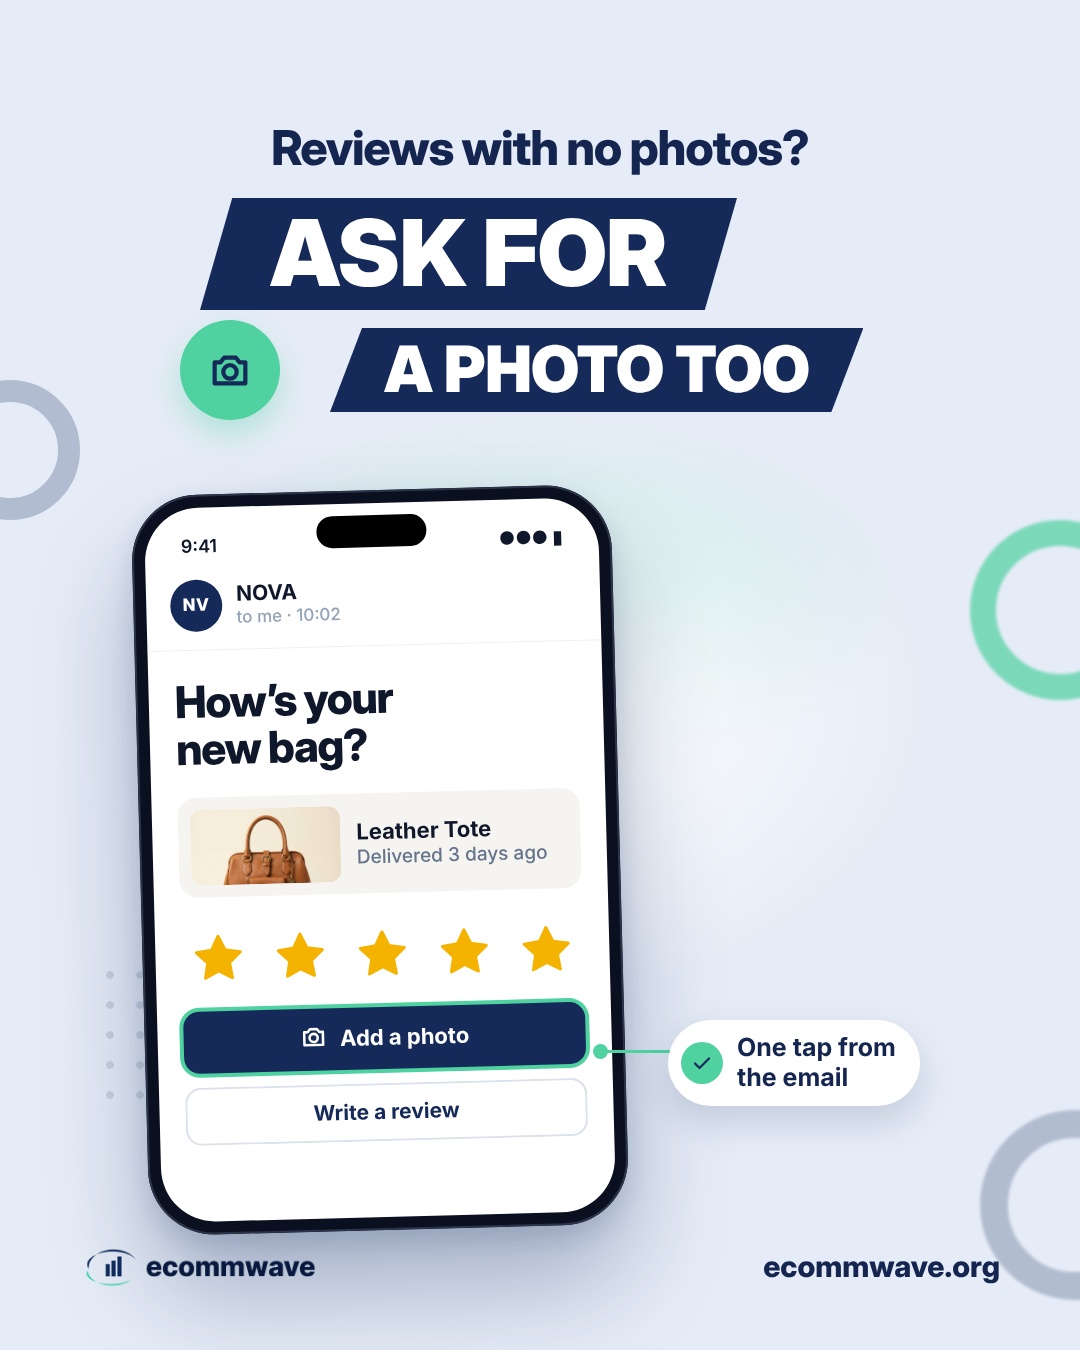 Reviews with no photos?
ASK FOR
A PHOTO TOO
9:41
NV
NOVA
to me · 10:02
How’s your
new bag?
Leather Tote
Delivered 3 days ago
Add a photo
Write a review
One tap from
the email
ecommwave
ecommwave.org